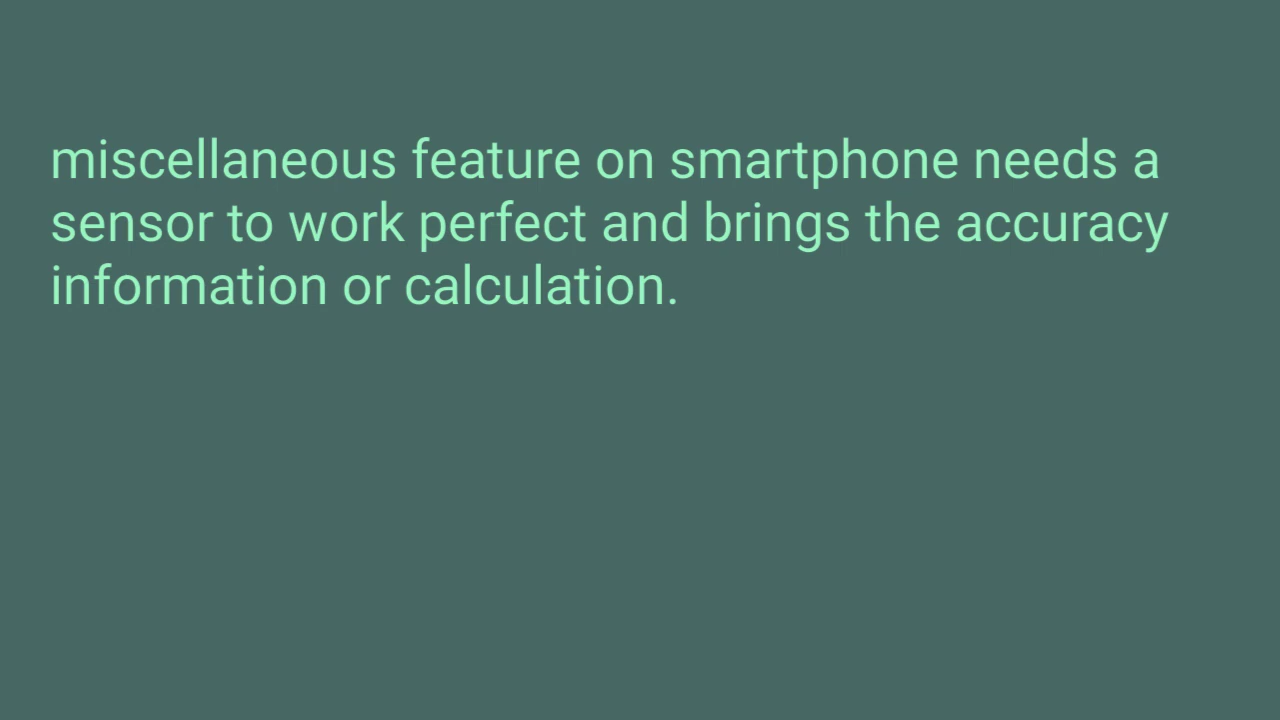 miscellaneous feature on smartphone needs a
sensor to work perfect and brings the accuracy
information or calculation.